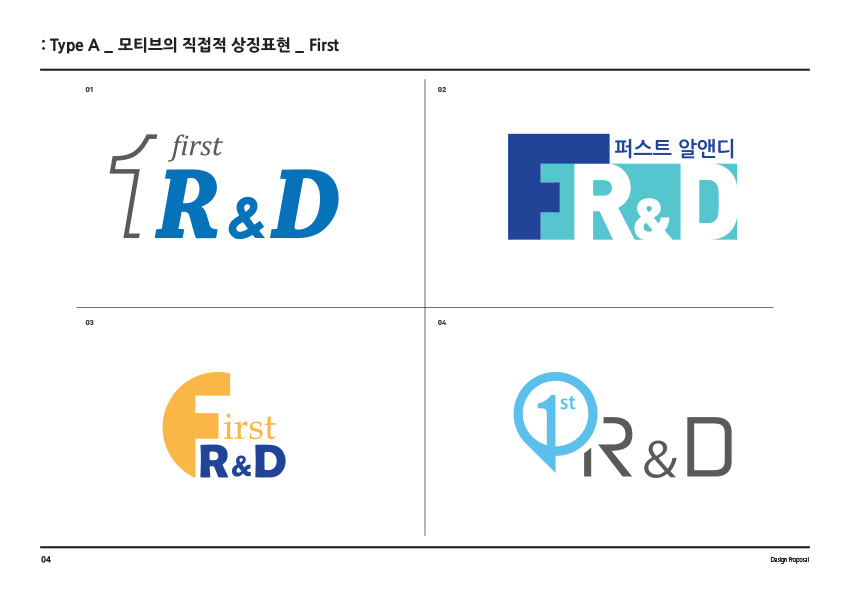 : Type A _ 모티브의 직접적 상징표현 _ First
01
1 first
R & D
02
퍼스트 알앤디
F R & D
03
First
R & D
04
1st
R & D
04
Design Proposal